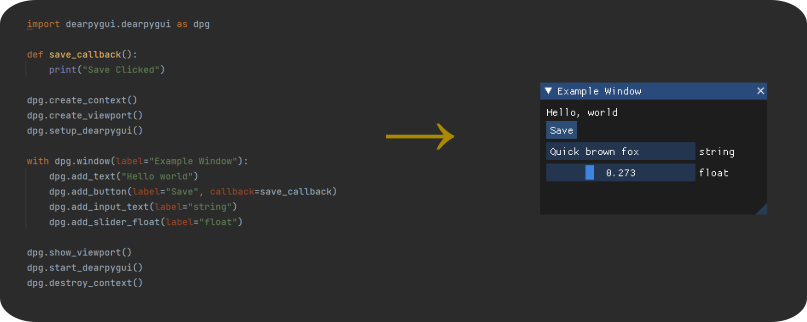 import dearpygui.dearpygui as dpg

def save_callback():
    print("Save Clicked")

dpg.create_context()
dpg.create_viewport()
dpg.setup_dearpygui()

with dpg.window(label="Example Window"):
    dpg.add_text("Hello world")
    dpg.add_button(label="Save", callback=save_callback)
    dpg.add_input_text(label="string")
    dpg.add_slider_float(label="float")

dpg.show_viewport()
dpg.start_dearpygui()
dpg.destroy_context()

Example Window
Hello, world
Save
Quick brown fox string
0.273 float